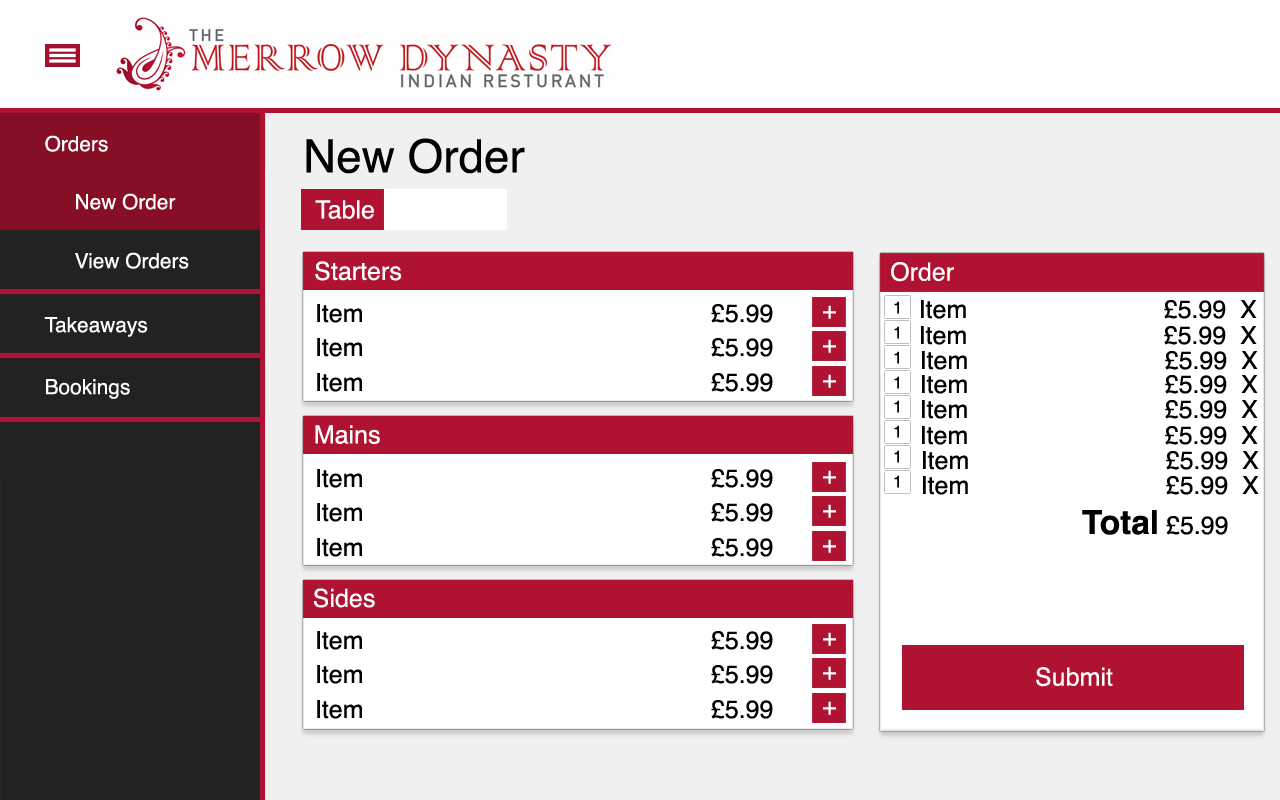 THE
MERROW DYNASTY
INDIAN RESTURANT
Orders
New Order
View Orders
Takeaways
Bookings
New Order
Table
Starters
Item £5.99 +
Item £5.99 +
Item £5.99 +
Mains
Item £5.99 +
Item £5.99 +
Item £5.99 +
Sides
Item £5.99 +
Item £5.99 +
Item £5.99 +
Order
1 Item £5.99 X
1 Item £5.99 X
1 Item £5.99 X
1 Item £5.99 X
1 Item £5.99 X
1 Item £5.99 X
1 Item £5.99 X
1 Item £5.99 X
Total £5.99
Submit